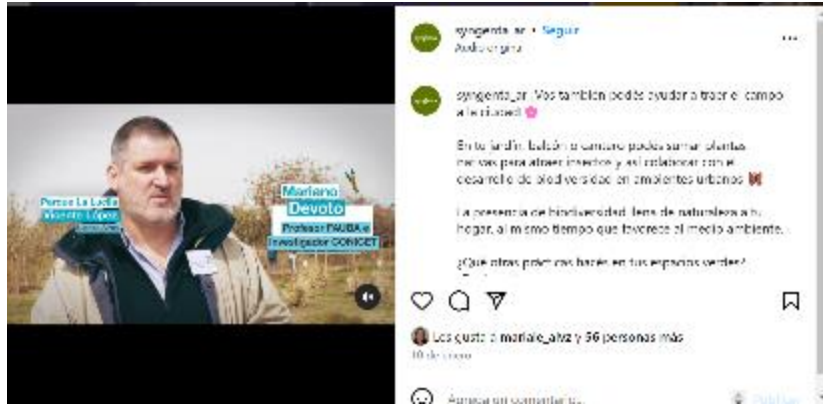 syngenta_ar • Seguir
Audio original
syngenta_ar ¡Vos también podés ayudar a traer el campo
a la ciudad! 🌸
En tu jardín, balcón o cantero podés sumar plantas
nativas para atraer insectos y así colaborar con el
desarrollo de biodiversidad en ambientes urbanos 🦋
La presencia de biodiversidad llena de naturaleza a tu
hogar, al mismo tiempo que favorece al medio ambiente.
¿Qué otras prácticas hacés en tus espacios verdes?
Parque La Lucila
Vicente López
Mariano
Devoto
Profesor FAUBA e
Investigador CONICET
Les gusta a mariale_alvz y 56 personas más
10 de enero
Agrega un comentario...
Publicar